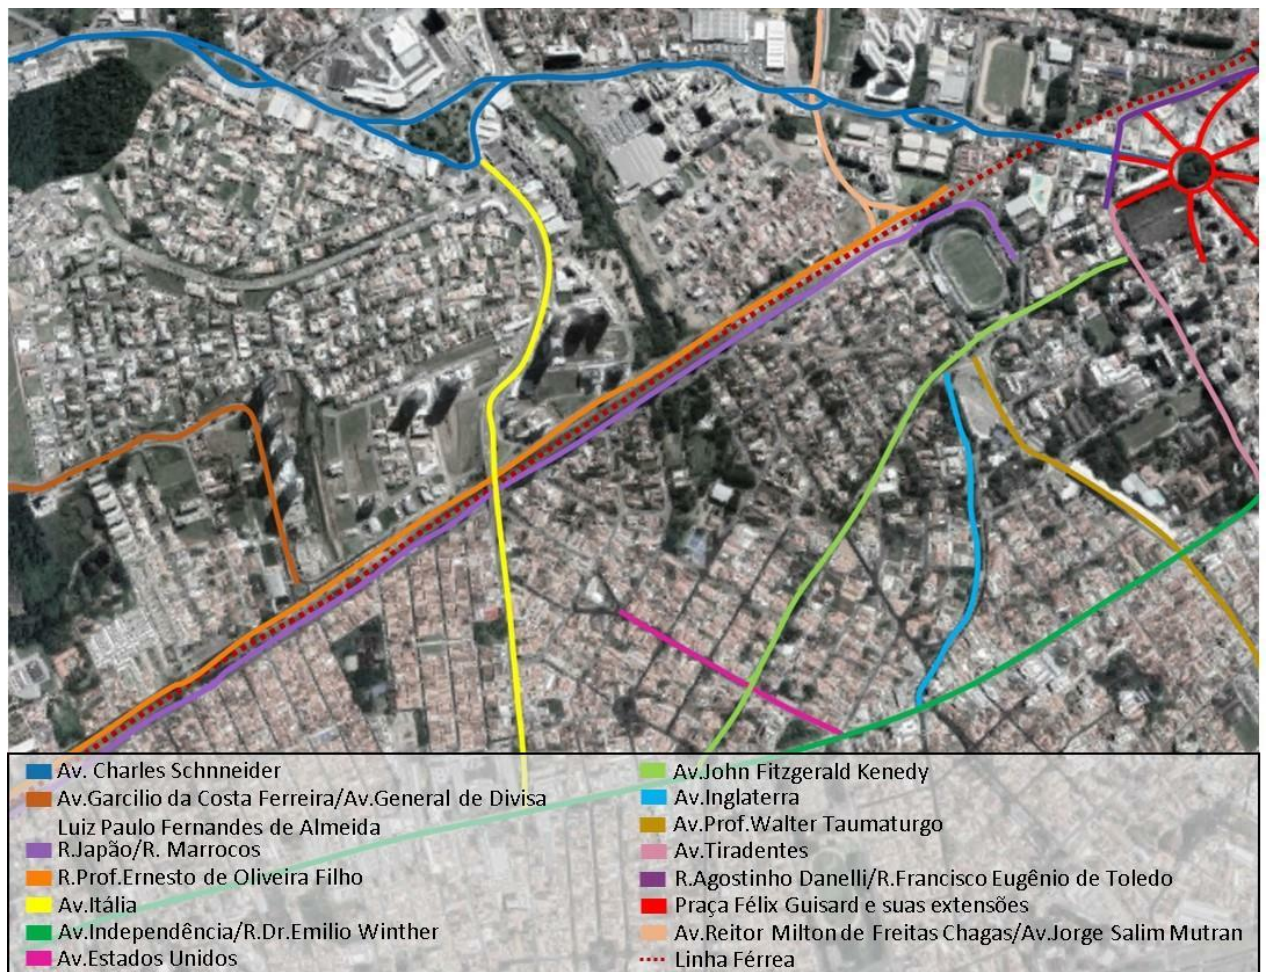 Av. Charles Schnneider
Av.Garcilio da Costa Ferreira/Av.General de Divisa
Luiz Paulo Fernandes de Almeida
R.Japão/R. Marrocos
R.Prof.Ernesto de Oliveira Filho
Av.Itália
Av.Independência/R.Dr.Emilio Winther
Av.Estados Unidos
Av.John Fitzgerald Kenedy
Av.Inglaterra
Av.Prof.Walter Taumaturgo
Av.Tiradentes
R.Agostinho Danelli/R.Francisco Eugênio de Toledo
Praça Félix Guisard e suas extensões
Av.Reitor Milton de Freitas Chagas/Av.Jorge Salim Mutran
Linha Férrea